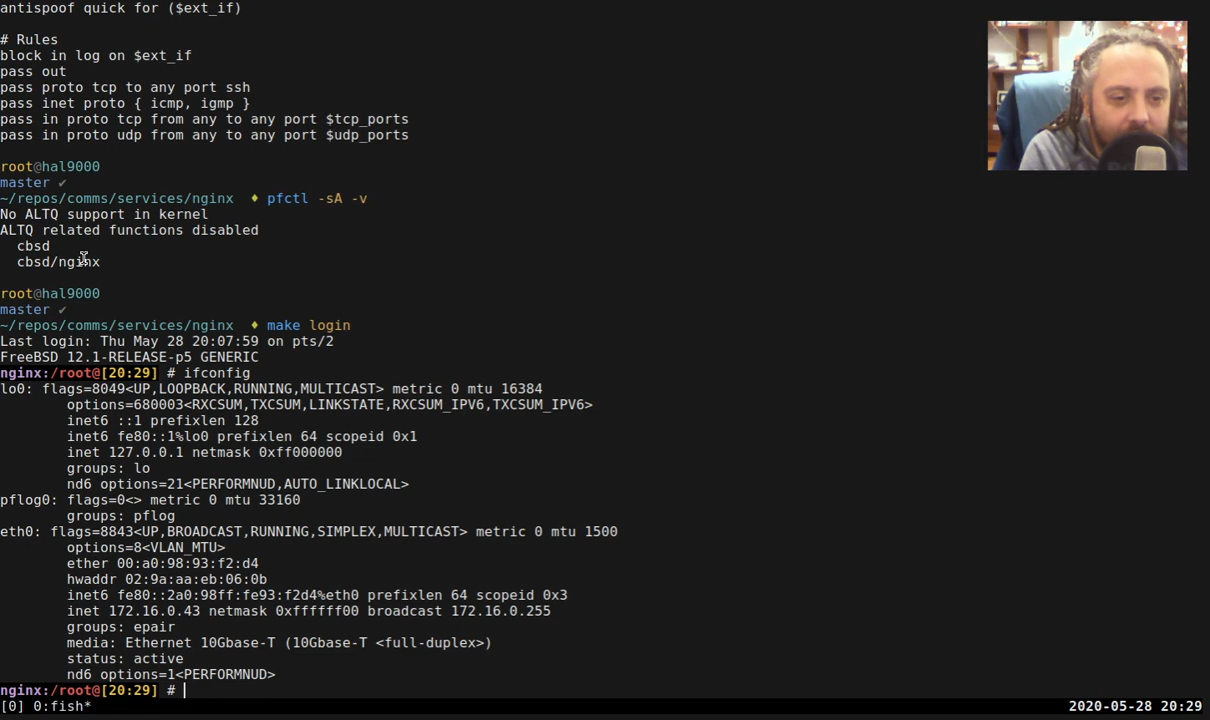 antispoof quick for ($ext_if)
# Rules
block in log on $ext_if
pass out
pass proto tcp to any port ssh
pass inet proto { icmp, igmp }
pass in proto tcp from any to any port $tcp_ports
pass in proto udp from any to any port $udp_ports
root@hal9000
master ✔
~/repos/comms/services/nginx  ♦ pfctl -sA -v
No ALTQ support in kernel
ALTQ related functions disabled
  cbsd
  cbsd/nginx
root@hal9000
master ✔
~/repos/comms/services/nginx  ♦ make login
Last login: Thu May 28 20:07:59 on pts/2
FreeBSD 12.1-RELEASE-p5 GENERIC
nginx:/root@[20:29] # ifconfig
lo0: flags=8049<UP,LOOPBACK,RUNNING,MULTICAST> metric 0 mtu 16384
        options=680003<RXCSUM,TXCSUM,LINKSTATE,RXCSUM_IPV6,TXCSUM_IPV6>
        inet6 ::1 prefixlen 128
        inet6 fe80::1%lo0 prefixlen 64 scopeid 0x1
        inet 127.0.0.1 netmask 0xff000000
        groups: lo
        nd6 options=21<PERFORMNUD,AUTO_LINKLOCAL>
pflog0: flags=0<> metric 0 mtu 33160
        groups: pflog
eth0: flags=8843<UP,BROADCAST,RUNNING,SIMPLEX,MULTICAST> metric 0 mtu 1500
        options=8<VLAN_MTU>
        ether 00:a0:98:93:f2:d4
        hwaddr 02:9a:aa:eb:06:0b
        inet6 fe80::2a0:98ff:fe93:f2d4%eth0 prefixlen 64 scopeid 0x3
        inet 172.16.0.43 netmask 0xffffff00 broadcast 172.16.0.255
        groups: epair
        media: Ethernet 10Gbase-T (10Gbase-T <full-duplex>)
        status: active
        nd6 options=1<PERFORMNUD>
nginx:/root@[20:29] #
[0] 0:fish* 2020-05-28 20:29